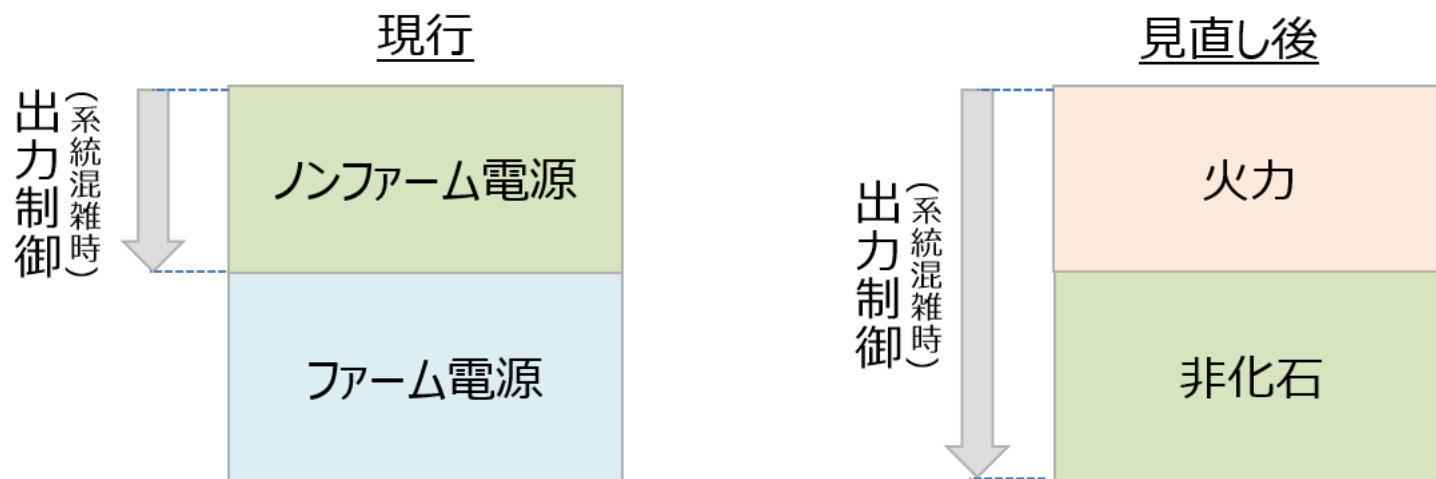 現行
出力制御
(系統混雑時)
ノンファーム電源
ファーム電源
見直し後
出力制御
(系統混雑時)
火力
非化石